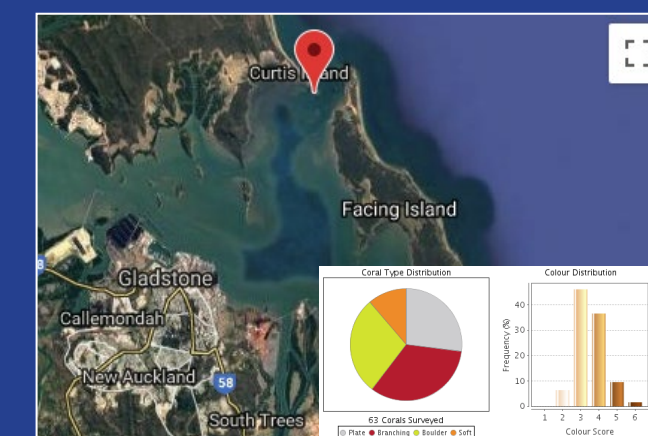 Curtis Island
Facing Island
8
Gladstone
Callemondah
New Auckland
58
South Trees
Coral Type Distribution
63 Corals Surveyed
Plate Branching Boulder Soft
Colour Distribution
Frequency (%)
40
30
20
10
0
1 2 3 4 5 6
Colour Score